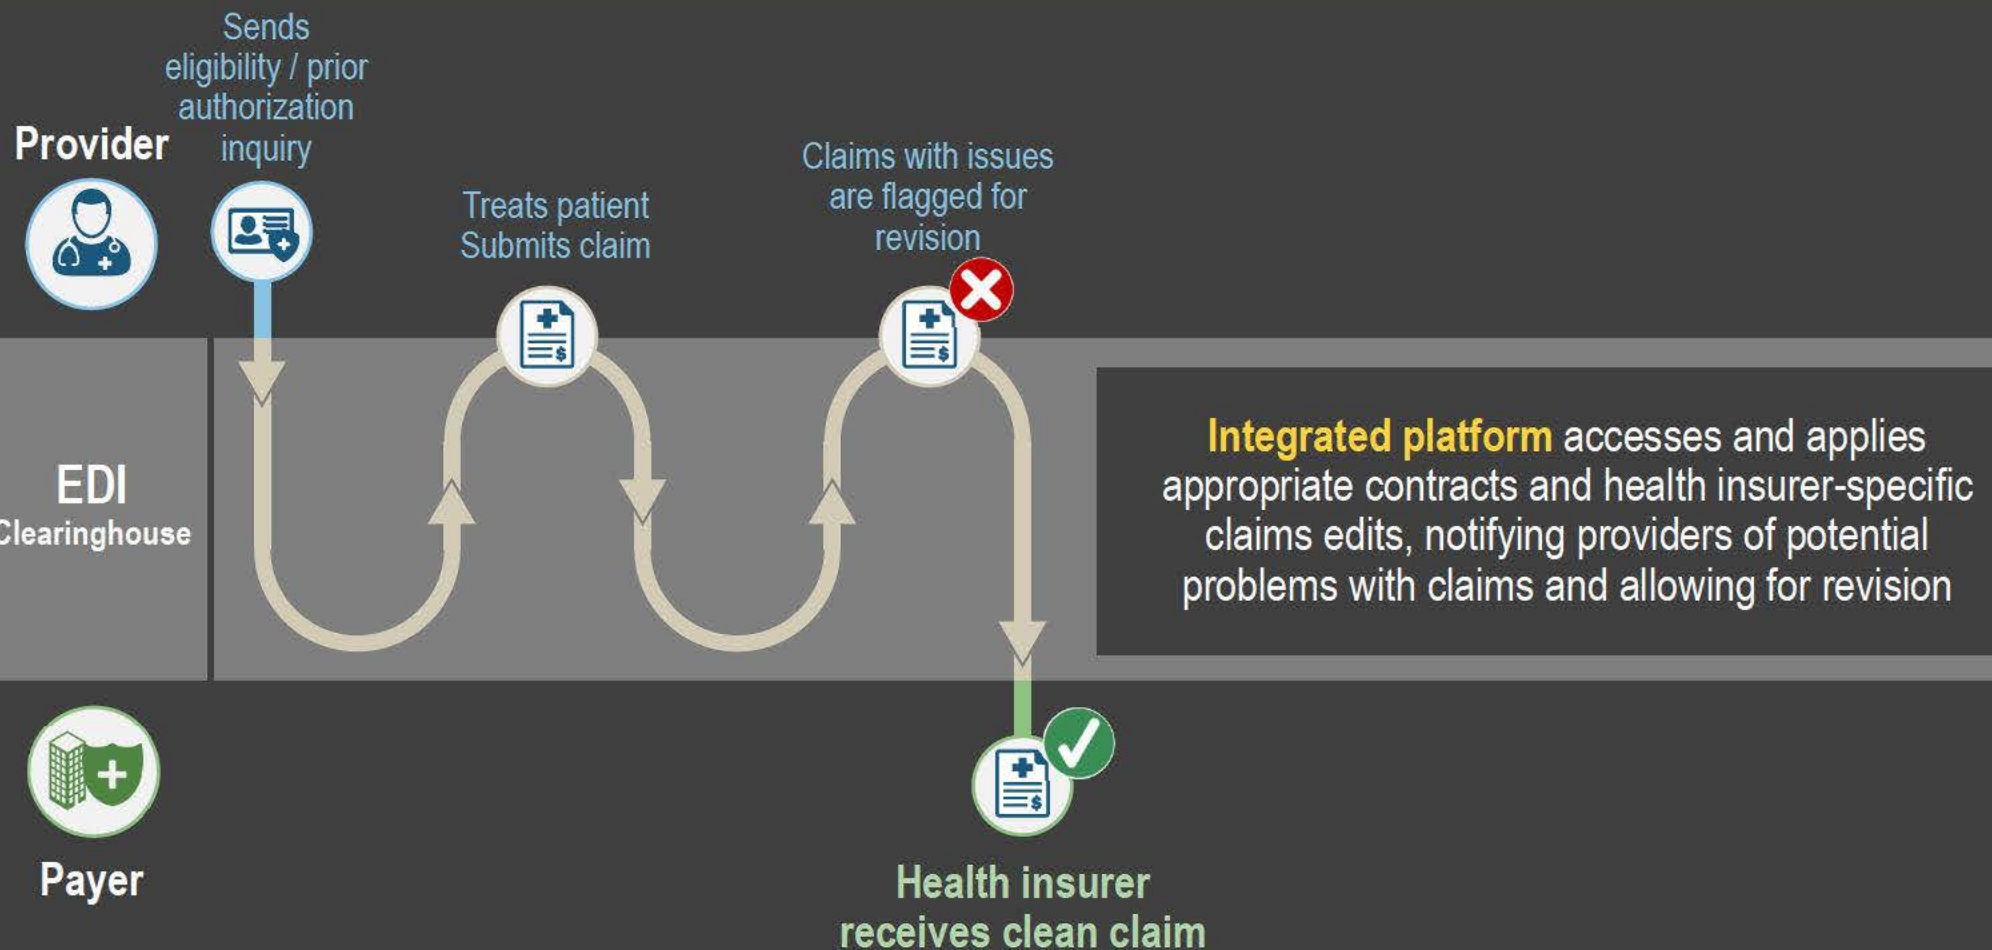 Sends
eligibility / prior
authorization
inquiry
Provider
Treats patient
Submits claim
Claims with issues
are flagged for
revision
EDI
Clearinghouse
Integrated platform accesses and applies
appropriate contracts and health insurer-specific
claims edits, notifying providers of potential
problems with claims and allowing for revision
Payer
Health insurer
receives clean claim